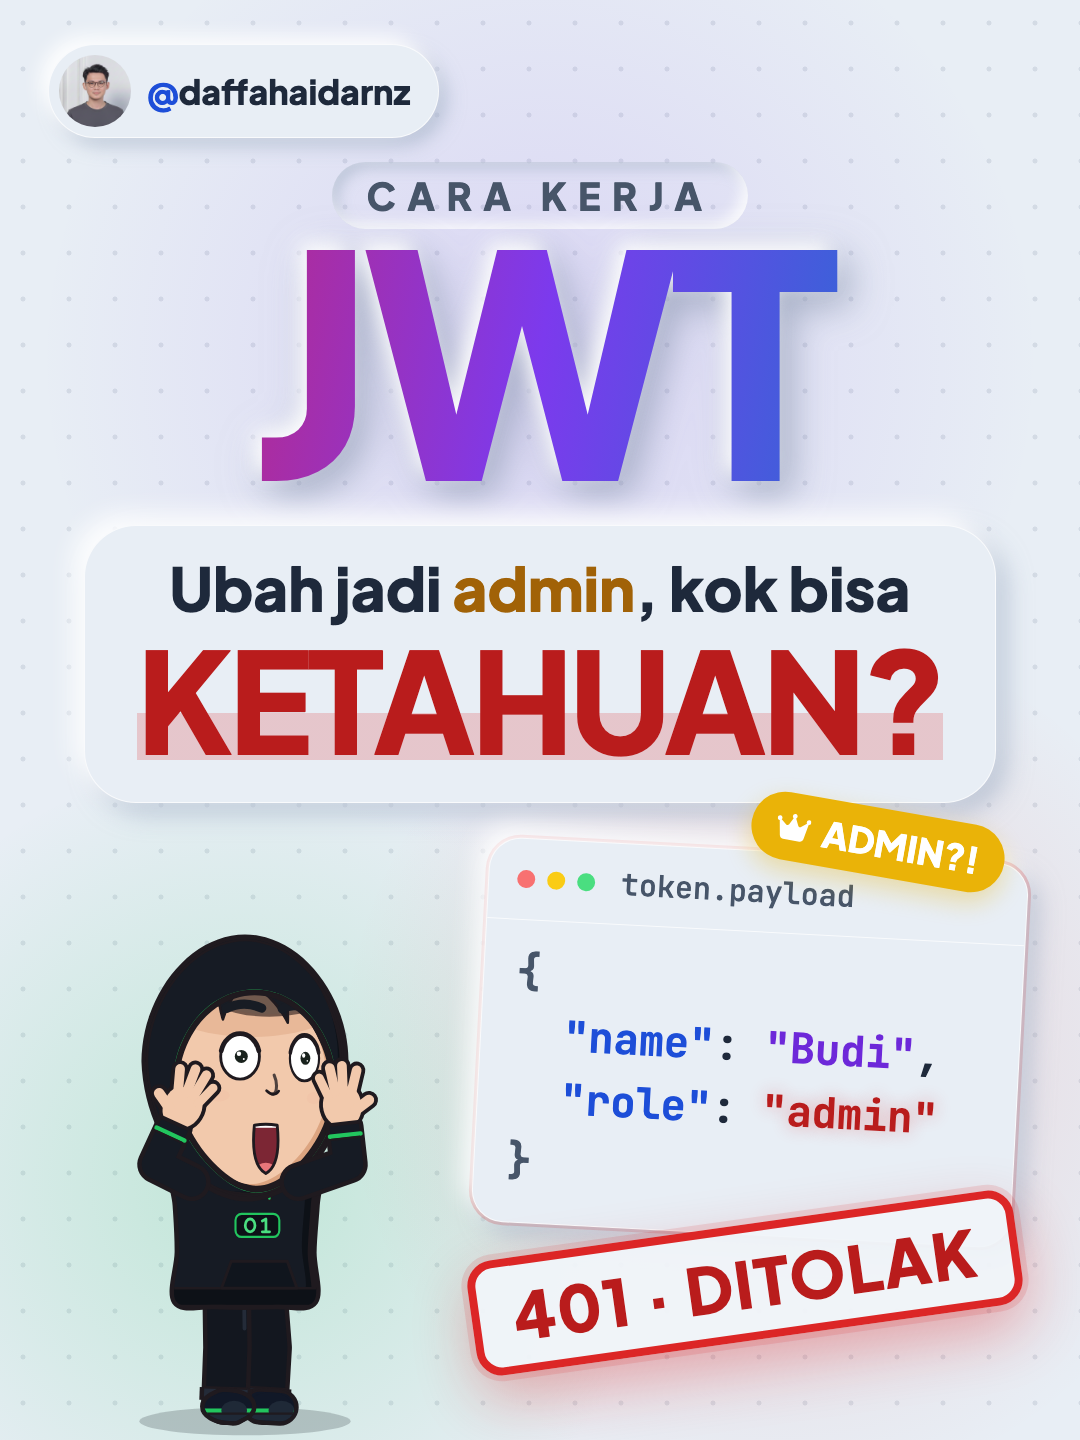 @daffahaidarnz
CARA KERJA
JWT
Ubah jadi admin, kok bisa
KETAHUAN?
ADMIN?!
token.payload
{
"name": "Budi",
"role": "admin"
}
01
401 · DITOLAK